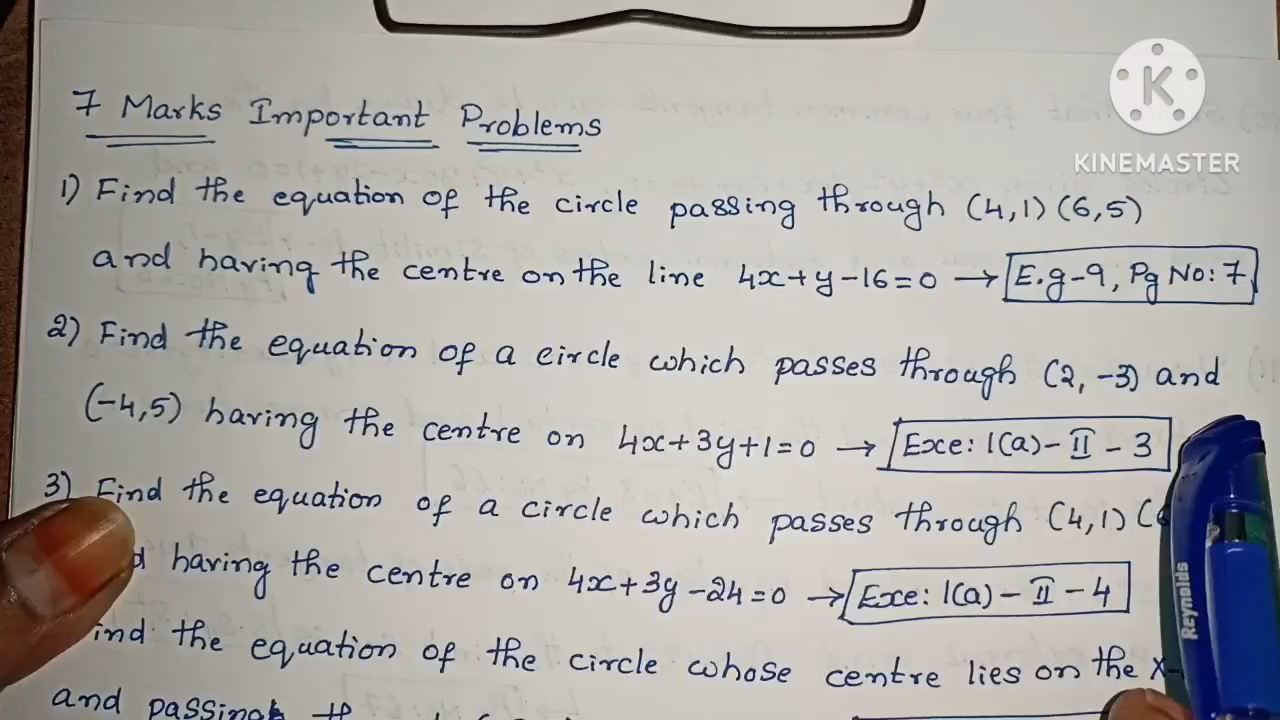 7 Marks Important Problems
K
KINEMASTER
1) Find the equation of the circle passing through (4,1) (6,5)
and having the centre on the line 4x+y-16=0 → E.g-9, Pg No: 7
2) Find the equation of a circle which passes through (2, -3) and
(-4,5) having the centre on 4x+3y+1=0 → Exe: 1(a)- II - 3
3) Find the equation of a circle which passes through (4,1)
having the centre on 4x+3y-24=0 → Exe: 1(a)- II - 4
the equation of the circle whose centre lies on the x-
and passing
Reynolds